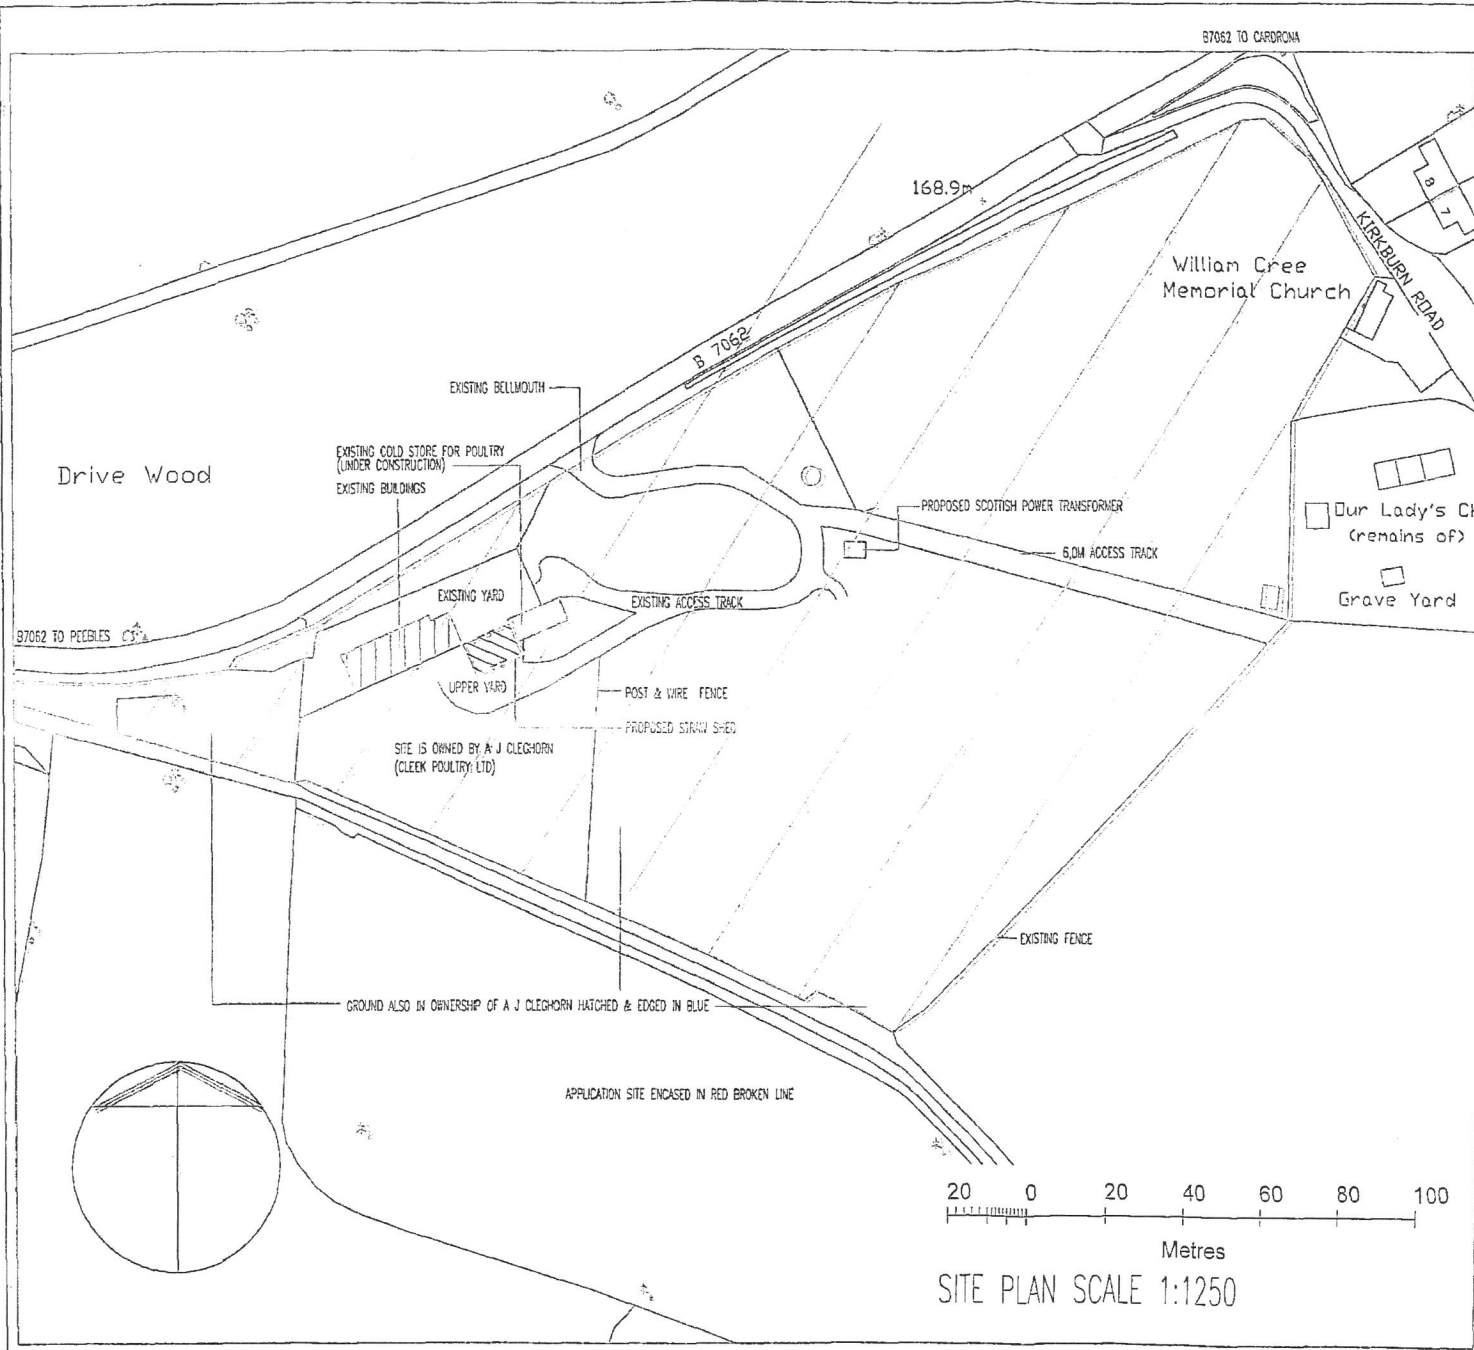 B7062 TO CARDRONA
168.9m
8
7
KIRKBURN ROAD
William Cree
Memorial Church
B 7062
EXISTING BELLMOUTH
EXISTING COLD STORE FOR POULTRY
(UNDER CONSTRUCTION)
EXISTING BUILDINGS
Drive Wood
PROPOSED SCOTTISH POWER TRANSFORMER
Our Lady's Ch
(remains of)
6.0M ACCESS TRACK
EXISTING YARD
EXISTING ACCESS TRACK
Grave Yard
B7062 TO PEEBLES
UPPER YARD
POST & WIRE FENCE
PROPOSED STRAW SHED
SITE IS OWNED BY A J CLEGHORN
(CLEEK POULTRY LTD)
EXISTING FENCE
GROUND ALSO IN OWNERSHIP OF A J CLEGHORN HATCHED & EDGED IN BLUE
APPLICATION SITE ENCASED IN RED BROKEN LINE
20 0 20 40 60 80 100
Metres
SITE PLAN SCALE 1:1250